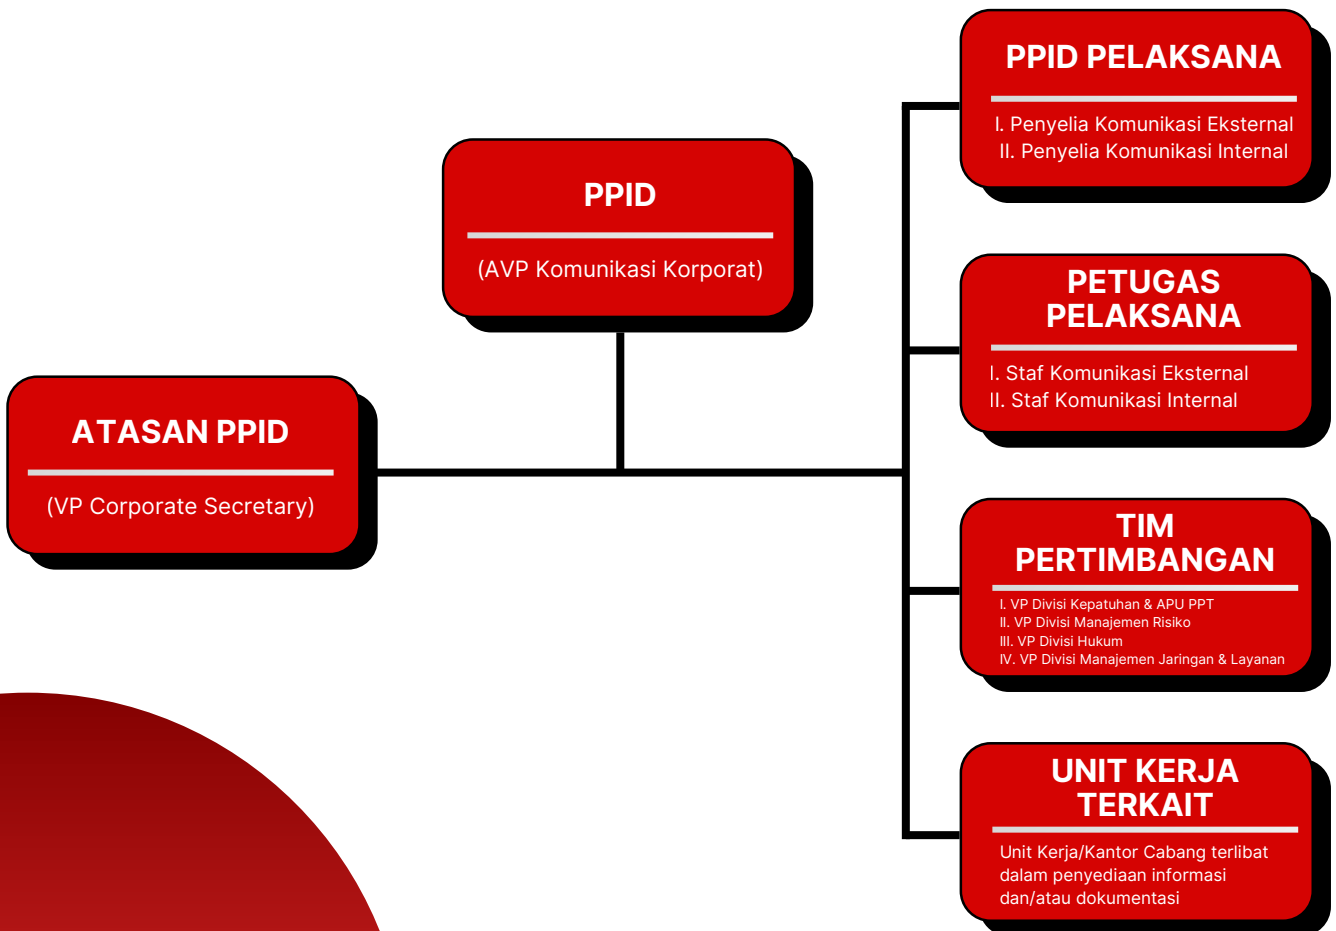 ATASAN PPID
(VP Corporate Secretary)
PPID
(AVP Komunikasi Korporat)
PPID PELAKSANA
I. Penyelia Komunikasi Eksternal
II. Penyelia Komunikasi Internal
PETUGAS
PELAKSANA
I. Staf Komunikasi Eksternal
II. Staf Komunikasi Internal
TIM
PERTIMBANGAN
I. VP Divisi Kepatuhan & APU PPT
II. VP Divisi Manajemen Risiko
III. VP Divisi Hukum
IV. VP Divisi Manajemen Jaringan & Layanan
UNIT KERJA
TERKAIT
Unit Kerja/Kantor Cabang terlibat
dalam penyediaan informasi
dan/atau dokumentasi